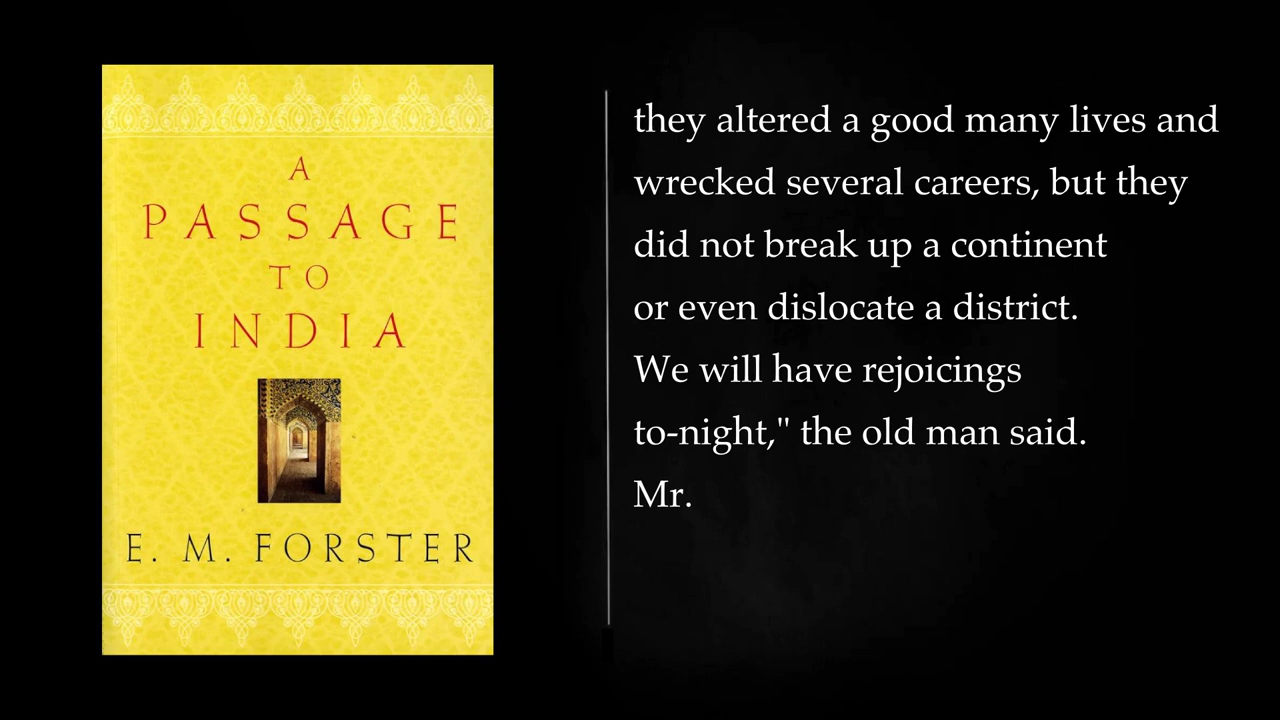 A
PASSAGE
TO
INDIA
E. M. FORSTER
they altered a good many lives and
wrecked several careers, but they
did not break up a continent
or even dislocate a district.
We will have rejoicings
to-night," the old man said.
Mr.